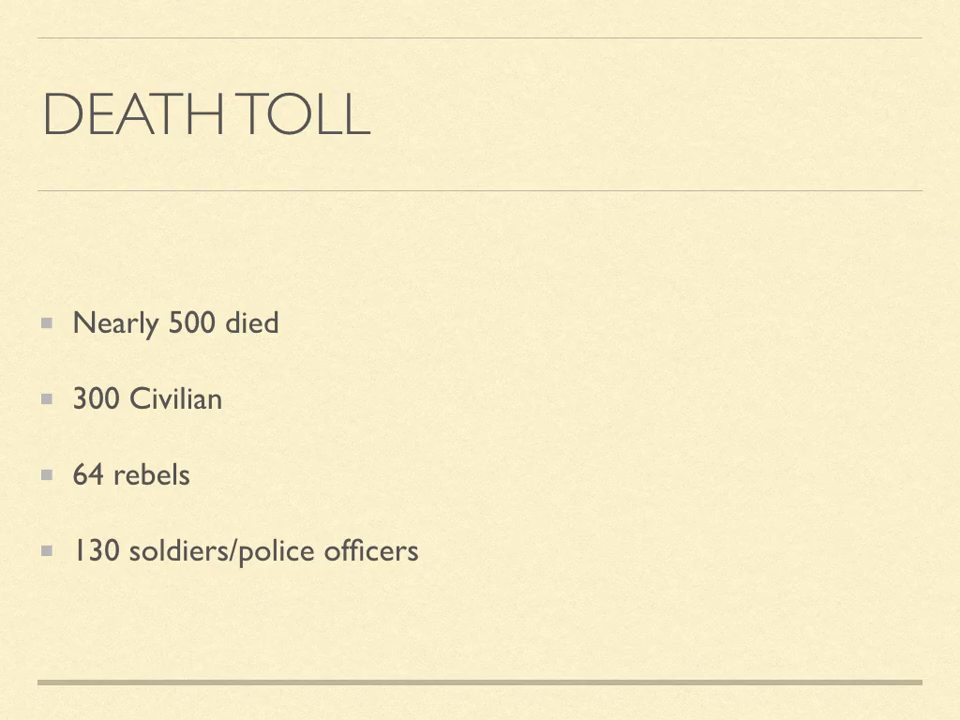 DEATH TOLL
Nearly 500 died
300 Civilian
64 rebels
130 soldiers/police officers